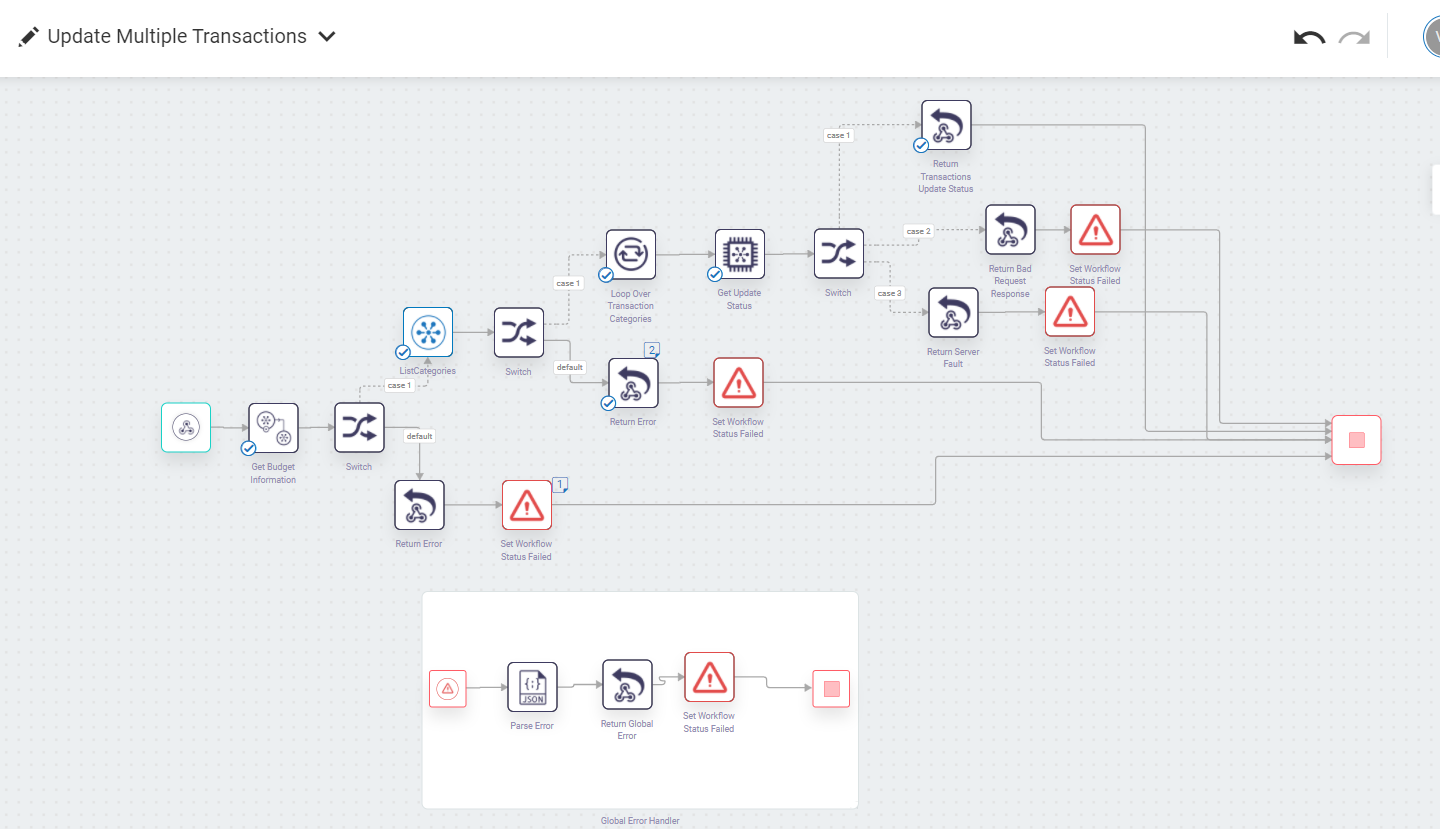 Update Multiple Transactions
V
case 1
Return
Transactions
Update Status
case 2
Return Bad
Request
Response
Set Workflow
Status Failed
case 1
Loop Over
Transaction
Categories
Get Update
Status
Switch
case 3
Return Server
Fault
Set Workflow
Status Failed
ListCategories
Switch
default
2
Return Error
Set Workflow
Status Failed
case 1
Get Budget
Information
Switch
default
Return Error
1
Set Workflow
Status Failed
{;}
JSON
Parse Error
Return Global
Error
Set Workflow
Status Failed
Global Error Handler